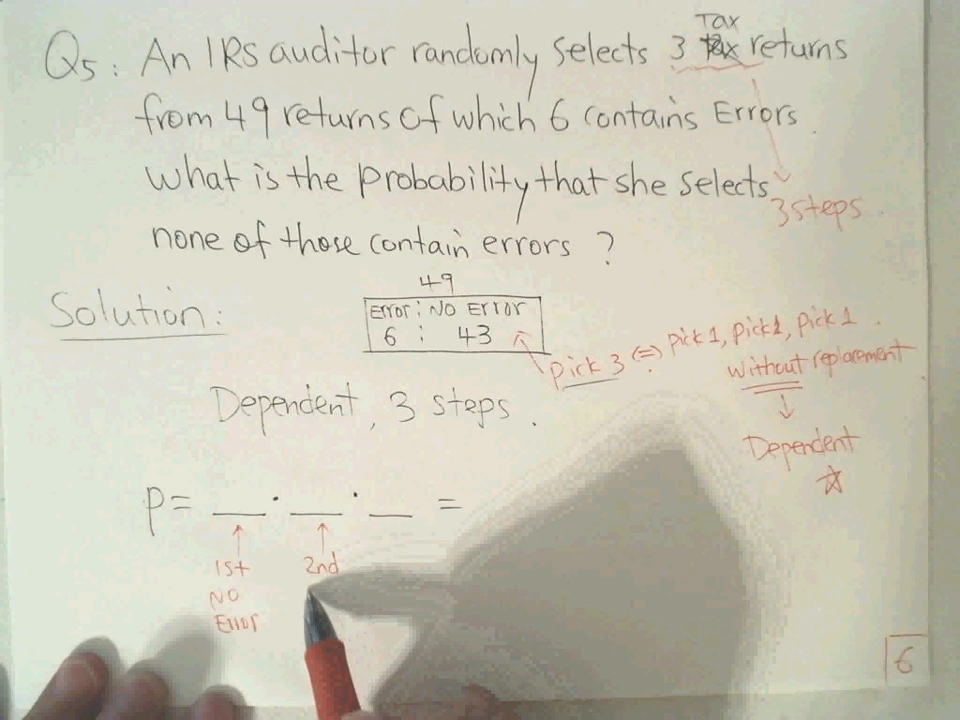 Tax
Q5: An IRS auditor randomly Selects 3 returns
from 49 returns of which 6 contains Errors.
What is the probability that she Selects
3 steps
none of those contain errors ?
Solution:
49
Error : NO Error
6 : 43
Pick 3 <=> Pick 1, Pick 1, Pick 1.
without replacement
Dependent, 3 steps.
Dependent
P = __ · __ · __ =
1st 2nd
NO
Error
6